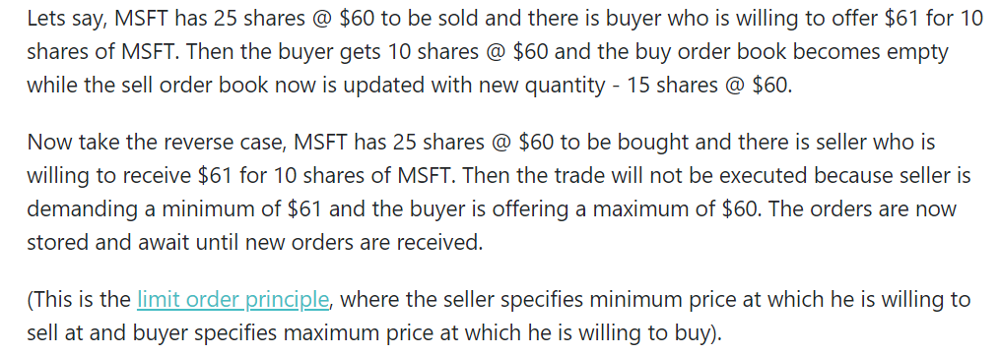 Lets say, MSFT has 25 shares @ $60 to be sold and there is buyer who is willing to offer $61 for 10
shares of MSFT. Then the buyer gets 10 shares @ $60 and the buy order book becomes empty
while the sell order book now is updated with new quantity - 15 shares @ $60.
Now take the reverse case, MSFT has 25 shares @ $60 to be bought and there is seller who is
willing to receive $61 for 10 shares of MSFT. Then the trade will not be executed because seller is
demanding a minimum of $61 and the buyer is offering a maximum of $60. The orders are now
stored and await until new orders are received.
(This is the limit order principle, where the seller specifies minimum price at which he is willing to
sell at and buyer specifies maximum price at which he is willing to buy).